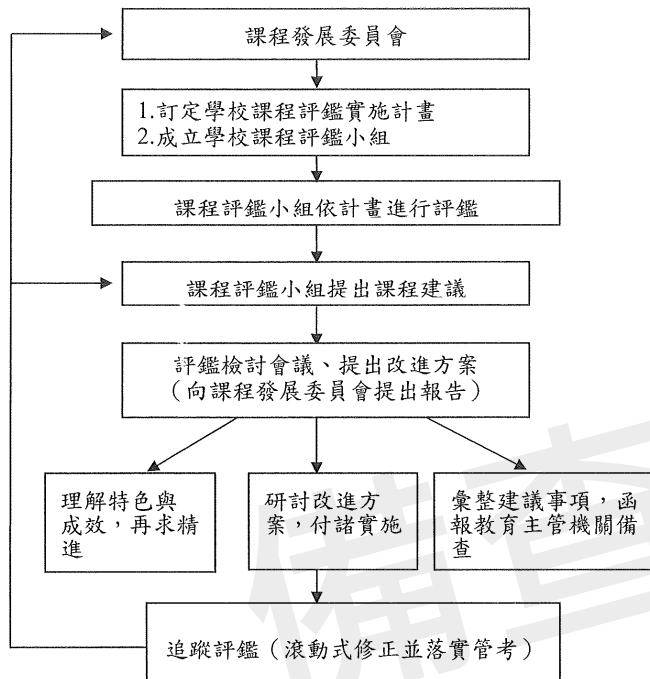 課程發展委員會
1.訂定學校課程評鑑實施計畫
2.成立學校課程評鑑小組
課程評鑑小組依計畫進行評鑑
課程評鑑小組提出課程建議
評鑑檢討會議、提出改進方案
（向課程發展委員會提出報告）
理解特色與
成效，再求精
進
研討改進方
案，付諸實施
彙整建議事項，函
報教育主管機關備
查
追蹤評鑑（滾動式修正並落實管考）
備查